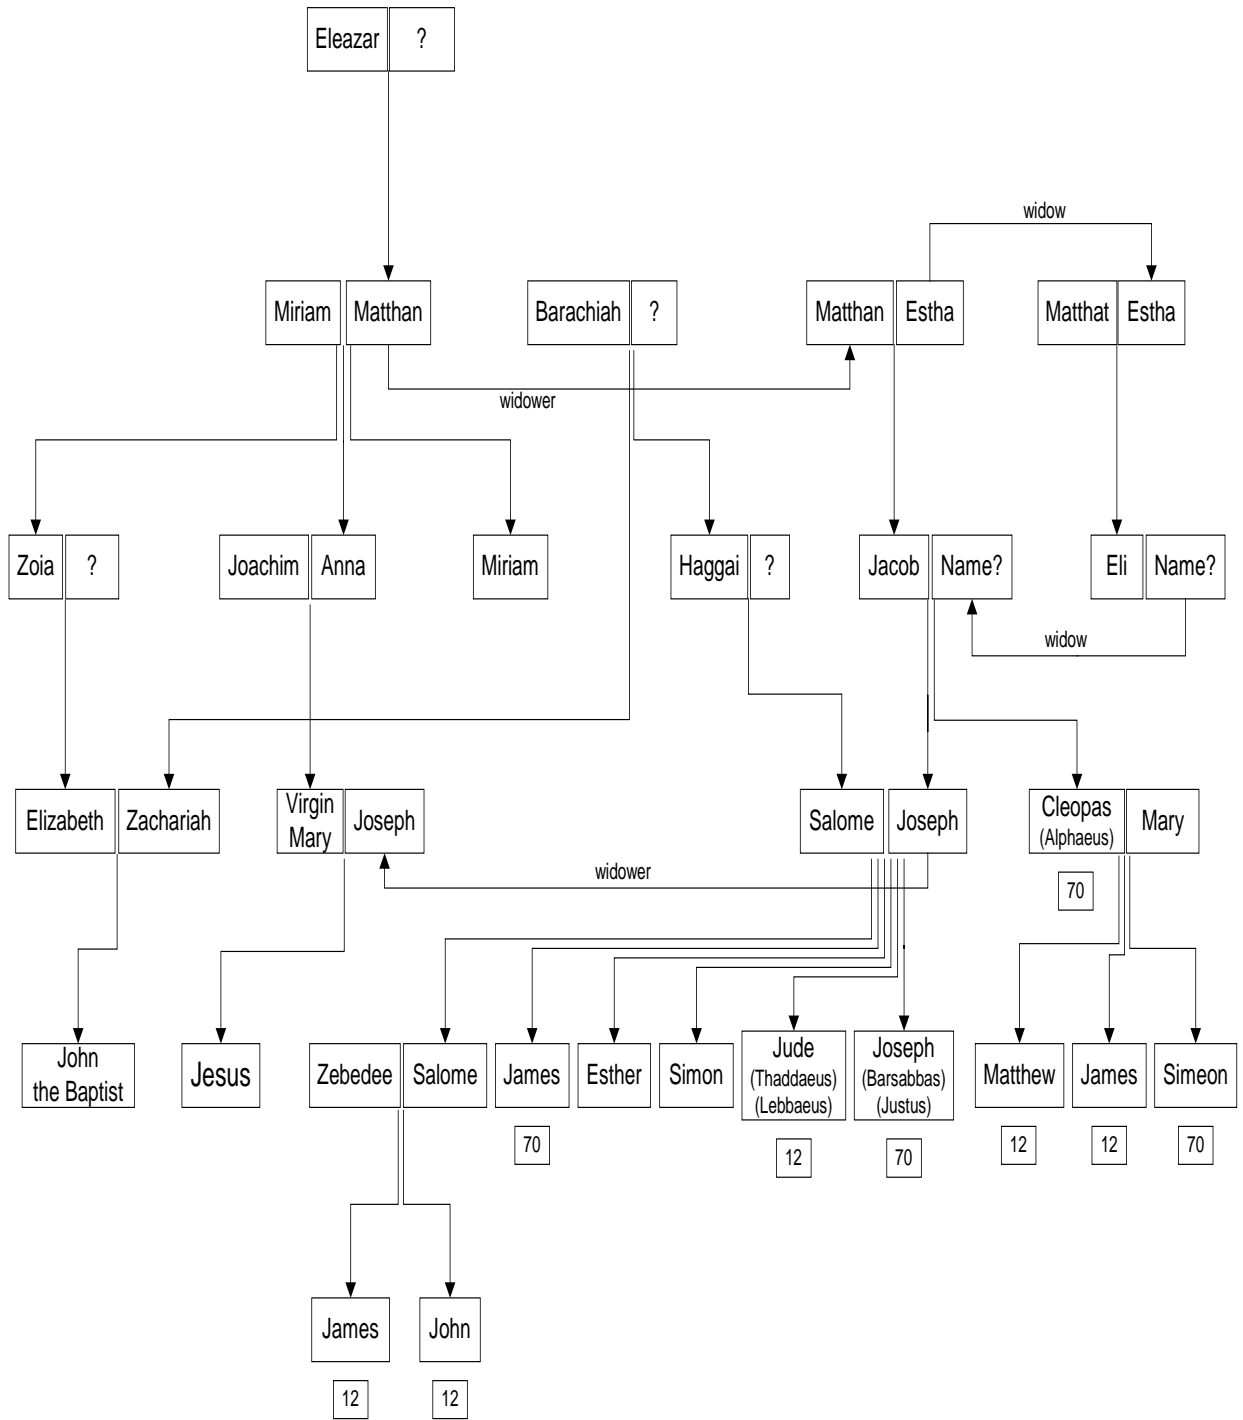 Eleazar ?
widow
Miriam Matthan Barachiah ? Matthan Estha Matthat Estha
widower
Zoia ? Joachim Anna Miriam Haggai ? Jacob Name? Eli Name?
widow
Elizabeth Zachariah Virgin
Mary Joseph Salome Joseph Cleopas
(Alphaeus) Mary
widower
70
John
the Baptist Jesus Zebedee Salome James Esther Simon Jude
(Thaddaeus)
(Lebbaeus) Joseph
(Barsabbas)
(Justus) Matthew James Simeon
70 12 70 12 12 70
James John
12 12